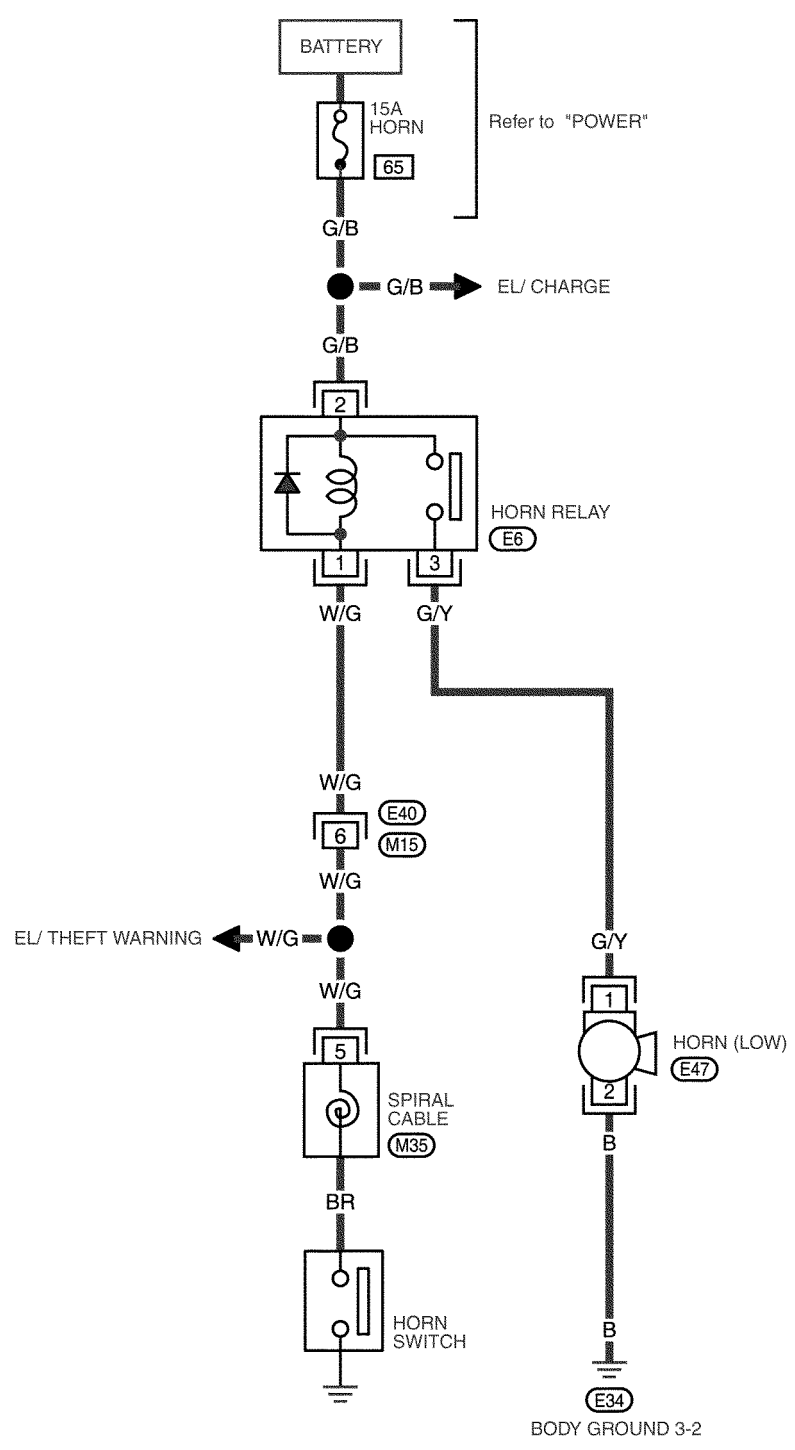 BATTERY
15A
HORN
65
Refer to "POWER"
G/B
G/B
EL/ CHARGE
G/B
2
HORN RELAY
E6
1
3
W/G
G/Y
W/G
E40
6
M15
W/G
EL/ THEFT WARNING
W/G
G/Y
W/G
1
5
HORN (LOW)
E47
2
SPIRAL
CABLE
M35
B
BR
HORN
SWITCH
B
E34
BODY GROUND 3-2